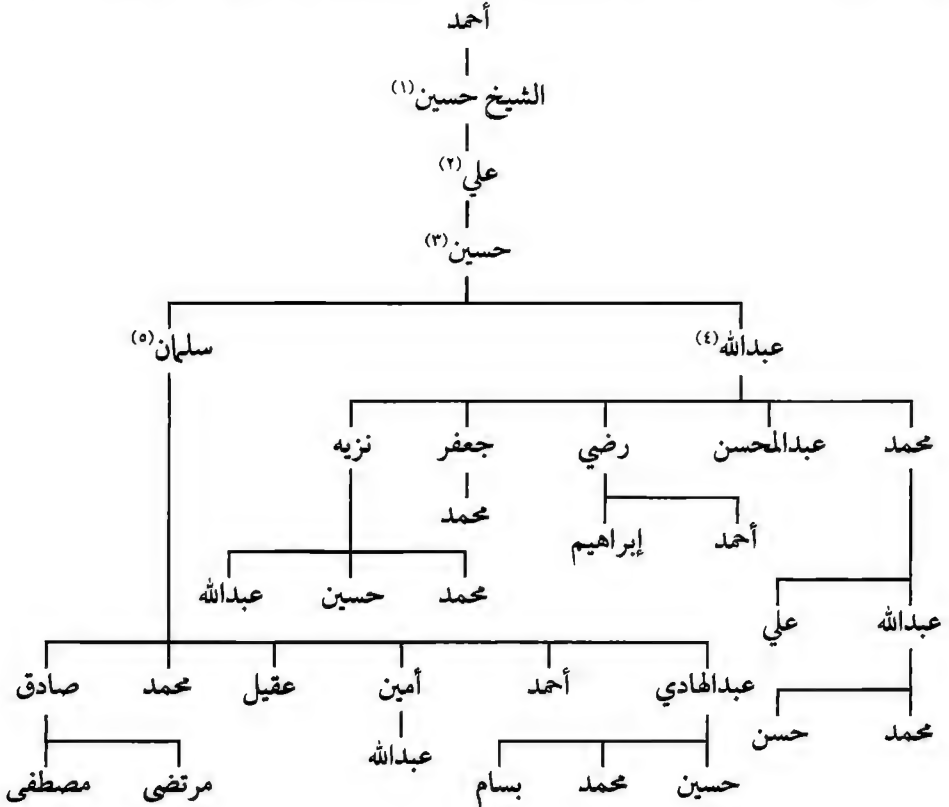 أحمد
الشيخ حسين (١)
علي (٢)
حسين (٣)
عبدالله (٤) سلمان (٥)
محمد عبدالمحسن رضي جعفر نزيه
محمد
أحمد إبراهيم
محمد حسين عبدالله
عبدالله علي
عبدالهادي أحمد أمين عقيل محمد صادق
محمد حسن
عبدالله
حسين محمد بسام مرتضى مصطفى